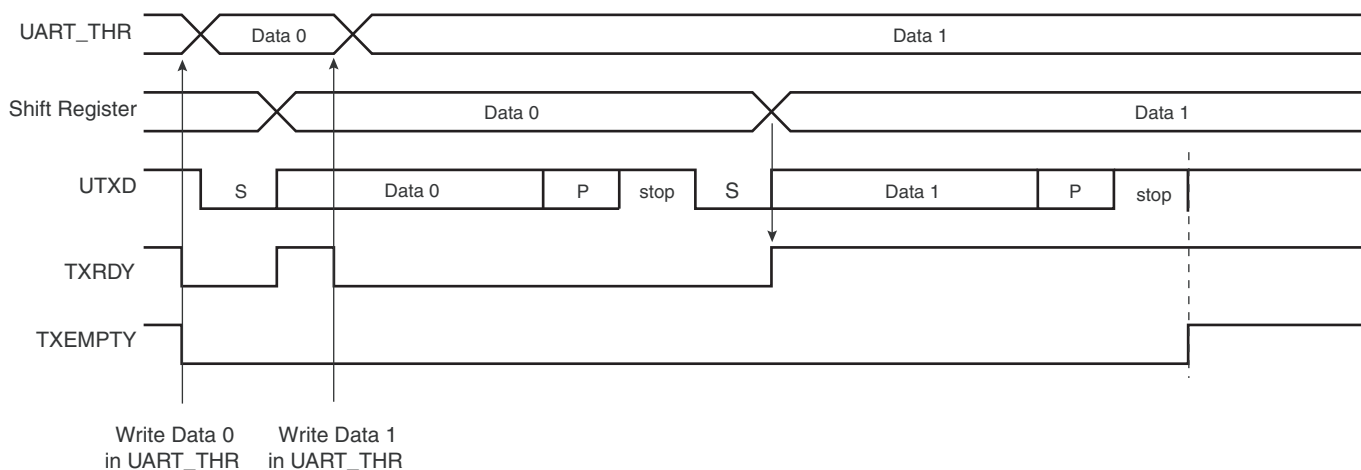 UART_THR Data 0 Data 1
Shift Register Data 0 Data 1
UTXD S Data 0 P stop S Data 1 P stop
TXRDY
TXEMPTY
Write Data 0 Write Data 1
in UART_THR in UART_THR